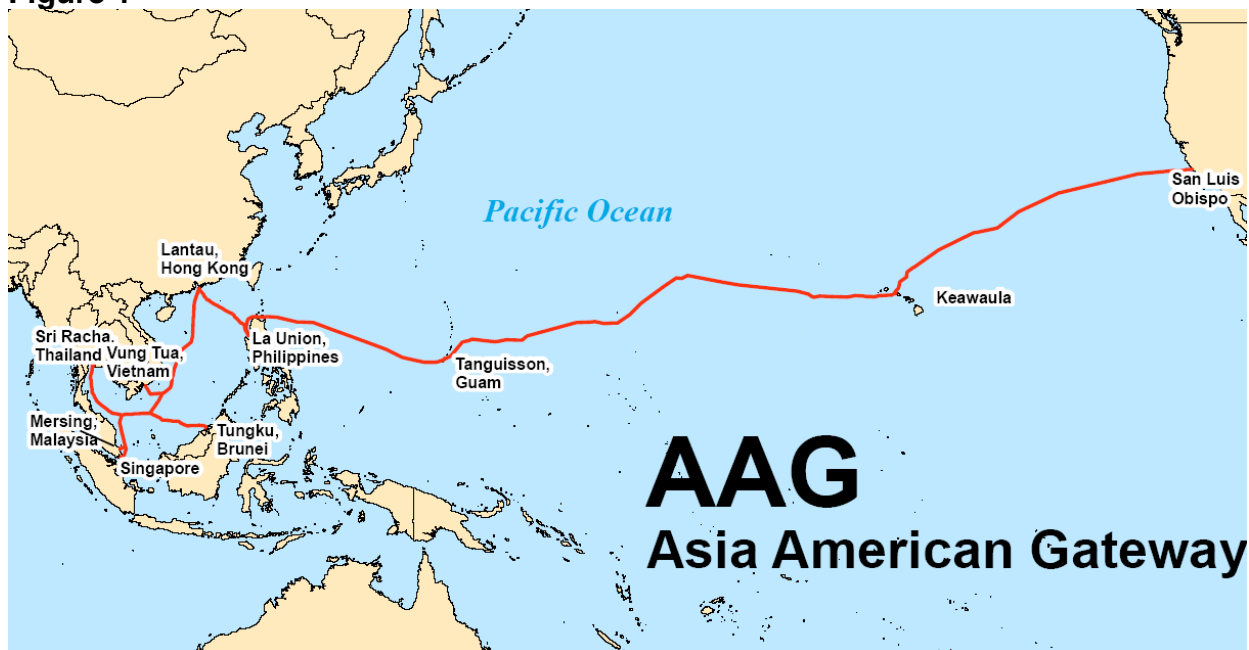 Pacific Ocean
San Luis
Obispo
Lantau,
Hong Kong
Keawaula
Sri Racha.
Thailand
Vung Tua,
Vietnam
La Union,
Philippines
Tanguisson,
Guam
Mersing,
Malaysia
Tungku,
Brunei
Singapore
AAG
Asia American Gateway